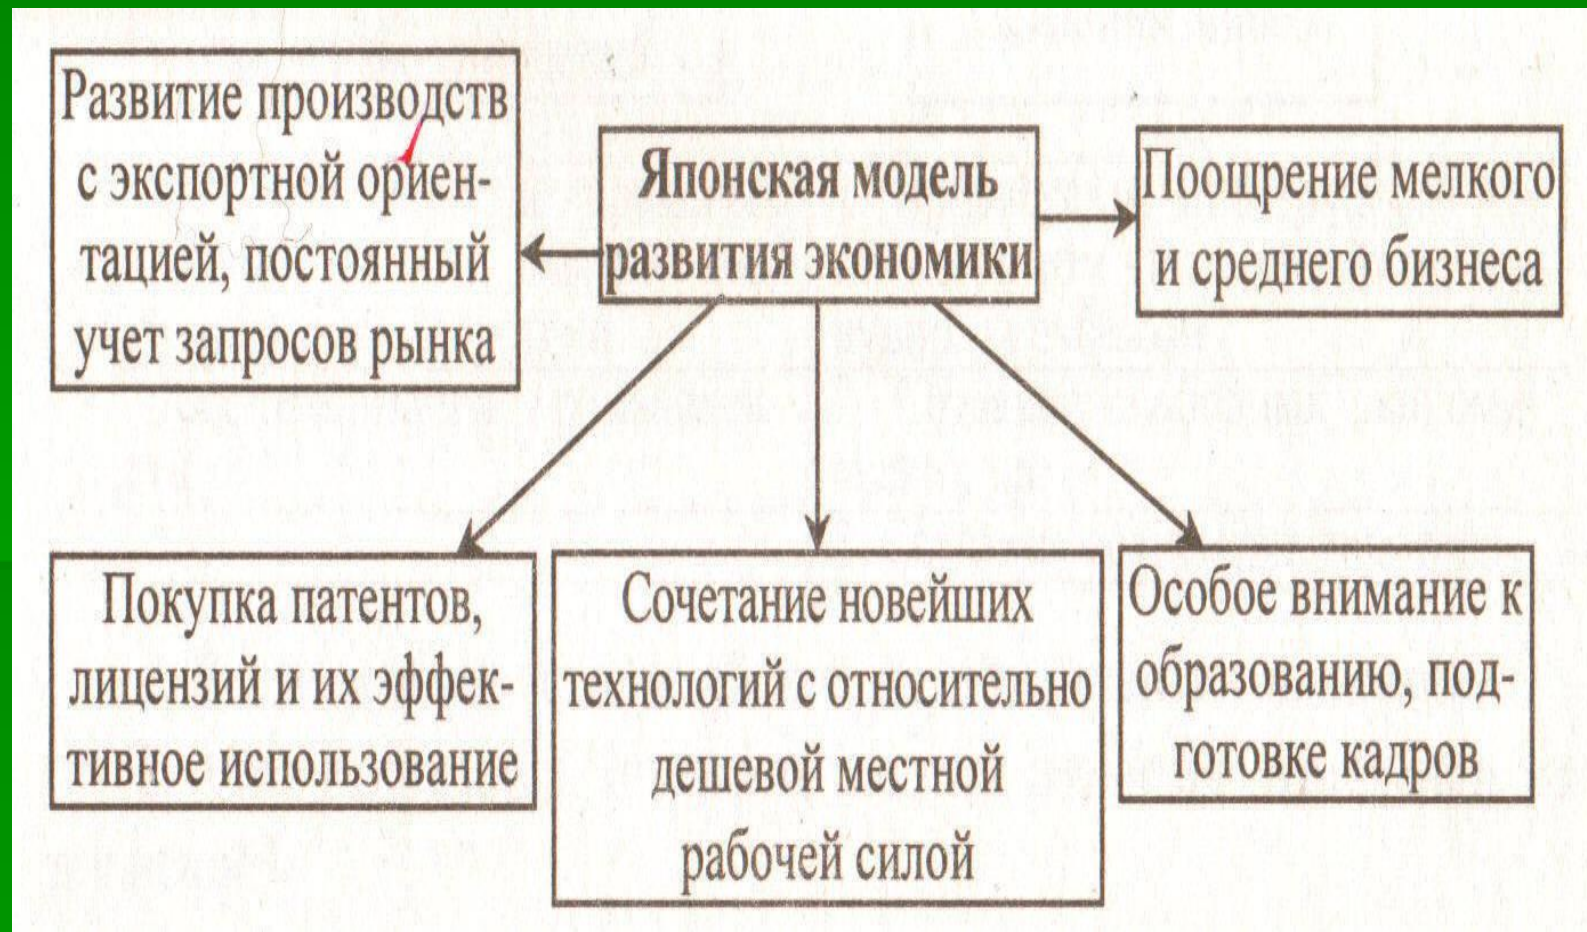 Развитие производств
с экспортной ориен-
тацией, постоянный
учет запросов рынка
Японская модель
развития экономики
Поощрение мелкого
и среднего бизнеса
Покупка патентов,
лицензий и их эффек-
тивное использование
Сочетание новейших
технологий с относительно
дешевой местной
рабочей силой
Особое внимание к
образованию, под-
готовке кадров